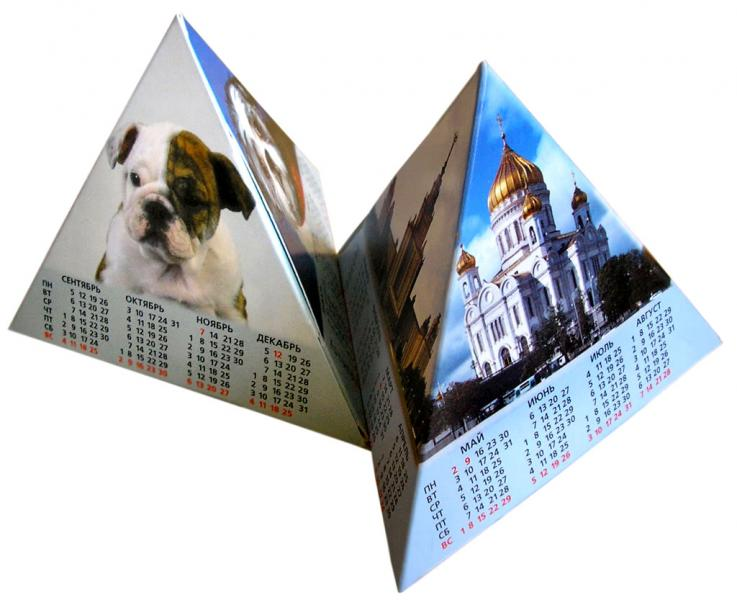 СЕНТЯБРЬ ОКТЯБРЬ НОЯБРЬ ДЕКАБРЬ
ПН 5 12 19 26 3 10 17 24 31 7 14 21 28 5 12 19 26
ВТ 6 13 20 27 4 11 18 25 1 8 15 22 29 6 13 20 27
СР 7 14 21 28 5 12 19 26 2 9 16 23 30 7 14 21 28
ЧТ 1 8 15 22 29 6 13 20 27 3 10 17 24 1 8 15 22 29
ПТ 2 9 16 23 30 7 14 21 28 4 11 18 25 2 9 16 23 30
СБ 3 10 17 24 1 8 15 22 29 5 12 19 26 3 10 17 24 31
ВС 4 11 18 25 2 9 16 23 30 6 13 20 27 4 11 18 25
МАЙ ИЮНЬ ИЮЛЬ АВГУСТ
ПН 2 9 16 23 30 6 13 20 27 4 11 18 25 1 8 15 22 29
ВТ 3 10 17 24 31 7 14 21 28 5 12 19 26 2 9 16 23 30
СР 4 11 18 25 1 8 15 22 29 6 13 20 27 3 10 17 24 31
ЧТ 5 12 19 26 2 9 16 23 30 7 14 21 28 4 11 18 25
ПТ 6 13 20 27 3 10 17 24 1 8 15 22 29 5 12 19 26
СБ 7 14 21 28 4 11 18 25 2 9 16 23 30 6 13 20 27
ВС 1 8 15 22 29 5 12 19 26 3 10 17 24 31 7 14 21 28